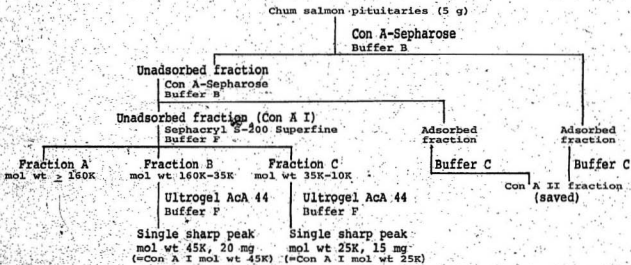 Chum salmon pituitaries (5 g)
Con A-Sepharose
Buffer B
Unadsorbed fraction
Con A-Sepharose
Buffer B
Unadsorbed fraction (Con A I)
Sephacryl S-200 Superfine
Buffer F
Adsorbed
fraction
Adsorbed
fraction
Fraction A
mol wt ≥ 160K
Fraction B
mol wt 160K-35K
Fraction C
mol wt 35K-10K
Buffer C
Buffer C
Con A II fraction
(saved)
Ultrogel AcA 44
Buffer F
Ultrogel AcA 44
Buffer F
Single sharp peak
mol wt 45K, 20 mg
(=Con A I mol wt 45K)
Single sharp peak
mol wt 25K, 15 mg
(=Con A I mol wt 25K)